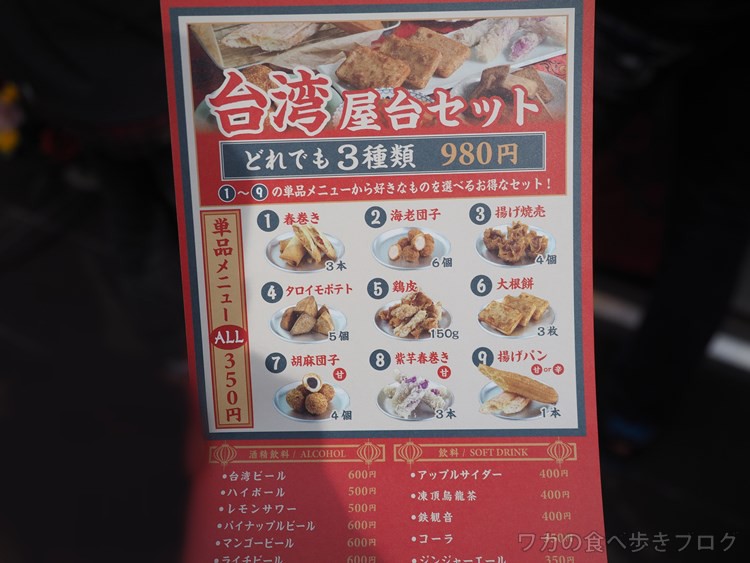 台湾 屋台セット
どれでも3種類 980円
①~⑨の単品メニューから好きなものを選べるお得なセット!
単品メニュー ALL 350円
1 春巻き 3本
2 海老団子 6個
3 揚げ焼売 4個
4 タロイモポテト 5個
5 鶏皮 150g
6 大根餅 3枚
7 胡麻団子 甘 4個
8 紫芋春巻き 甘 3本
9 揚げパン 甘or辛 1本
酒精飲料/ALCOHOL
•台湾ビール 600円
•ハイボール 500円
•レモンサワー 500円
•パイナップルビール 600円
•マンゴービール 600円
•ライチビール 600円
飲料/SOFT DRINK
•アップルサイダー 400円
•凍頂烏龍茶 400円
•鉄観音 400円
•コーラ 350円
•ジンジャーエール 350円
ワカの食べ歩きブログ